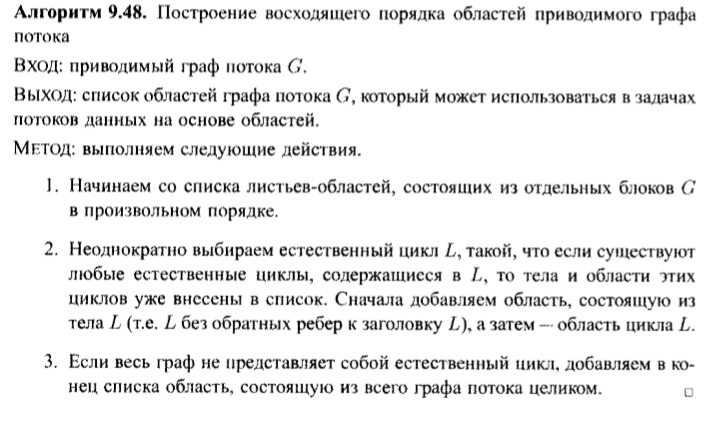 Алгоритм 9.48. Построение восходящего порядка областей приводимого графа
потока
Вход: приводимый граф потока G.
Выход: список областей графа потока G, который может использоваться в задачах
потоков данных на основе областей.
Метод: выполняем следующие действия.
1. Начинаем со списка листьев-областей, состоящих из отдельных блоков G
в произвольном порядке.
2. Неоднократно выбираем естественный цикл L, такой, что если существуют
любые естественные циклы, содержащиеся в L, то тела и области этих
циклов уже внесены в список. Сначала добавляем область, состоящую из
тела L (т.е. L без обратных ребер к заголовку L), а затем — область цикла L.
3. Если весь граф не представляет собой естественный цикл, добавляем в ко-
нец списка область, состоящую из всего графа потока целиком. □